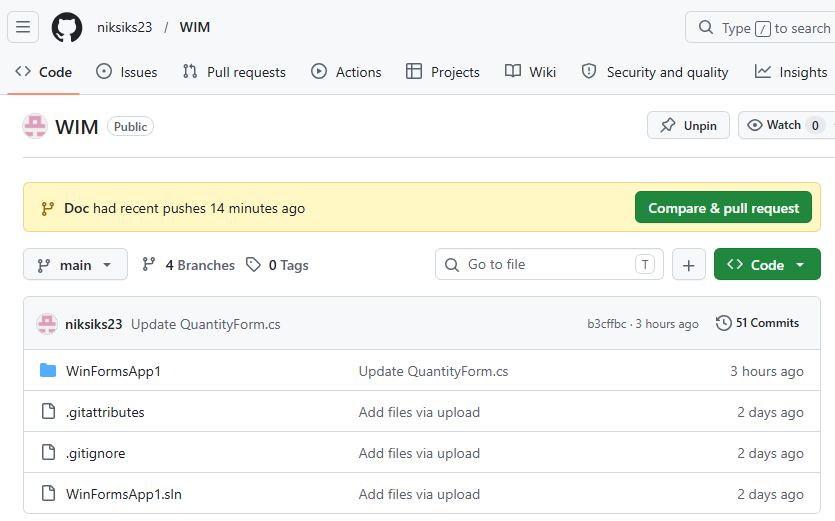 niksiks23 / WIM Type / to search
Code Issues Pull requests Actions Projects Wiki Security and quality Insights
WIM Public Unpin Watch 0
Doc had recent pushes 14 minutes ago Compare & pull request
main 4 Branches 0 Tags Go to file T + Code
niksiks23 Update QuantityForm.cs b3cffbc · 3 hours ago 51 Commits
WinFormsApp1 Update QuantityForm.cs 3 hours ago
.gitattributes Add files via upload 2 days ago
.gitignore Add files via upload 2 days ago
WinFormsApp1.sln Add files via upload 2 days ago